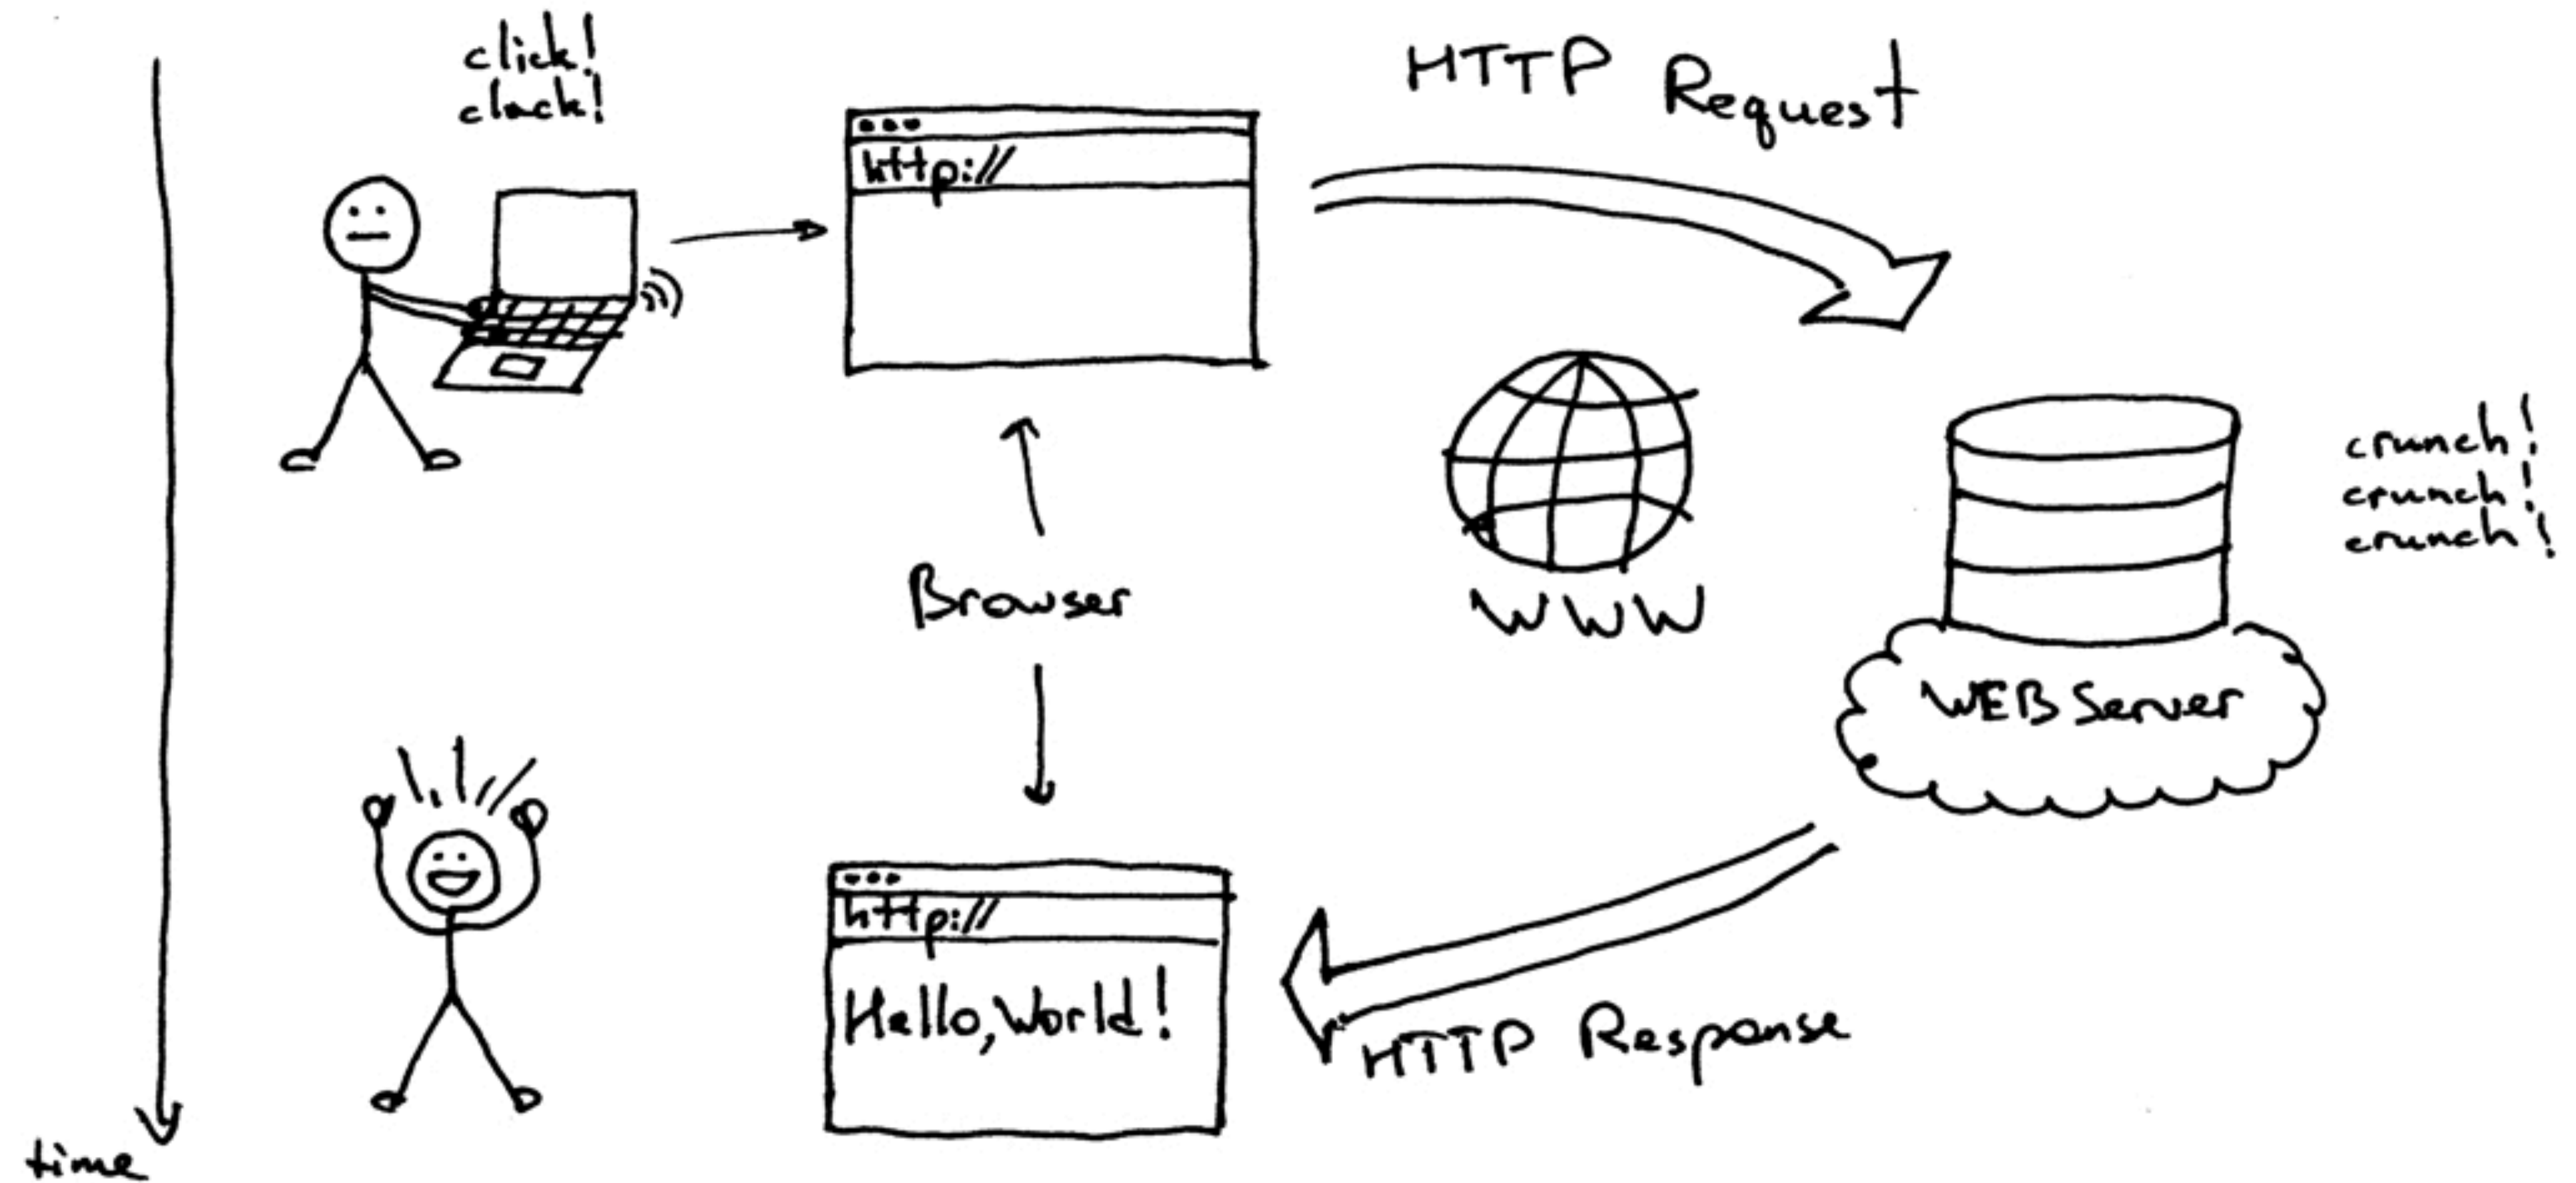 click!
clack!
HTTP Request
http://
crunch!
crunch!
crunch!
Browser
WWW
WEB Server
http://
Hello, World!
HTTP Response
time